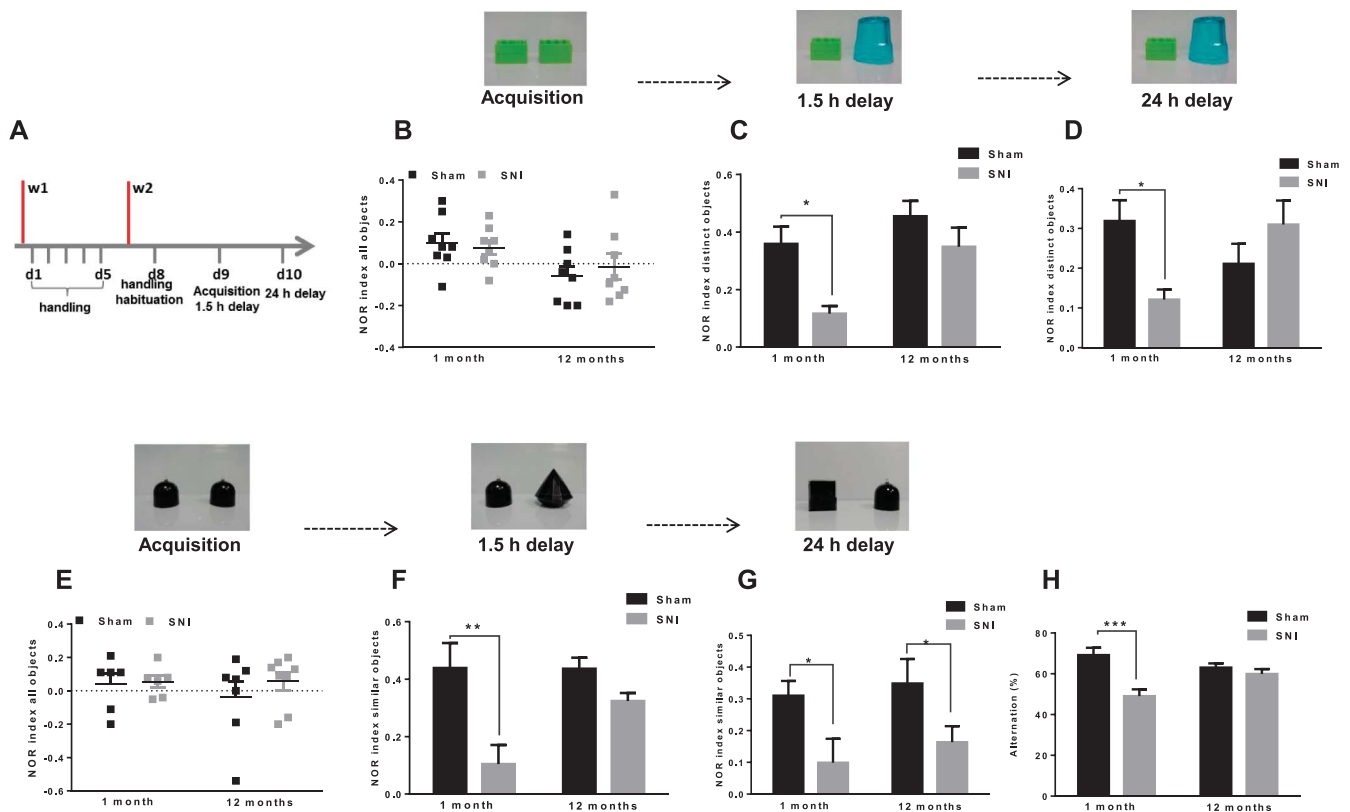 Acquisition
1.5 h delay
24 h delay
A
w1
w2
d1
d5
d8
d9
d10
handling
handling
habituation
Acquisition
1.5 h delay
24 h delay
B
Sham
SNI
NOR index all objects
0.4
0.2
0.0
-0.2
-0.4
1 month
12 months
C
Sham
SNI
*
NOR index distinct objects
0.6
0.4
0.2
0.0
1 month
12 months
D
Sham
SNI
*
NOR index distinct objects
0.4
0.3
0.2
0.1
0.0
1 month
12 months
Acquisition
1.5 h delay
24 h delay
E
Sham
SNI
NOR index all objects
0.4
0.2
0.0
-0.2
-0.4
-0.6
1 month
12 months
F
Sham
SNI
**
NOR index similar objects
0.6
0.4
0.2
0.0
1 month
12 months
G
Sham
SNI
*
*
NOR index similar objects
0.5
0.4
0.3
0.2
0.1
0.0
1 month
12 months
H
Sham
SNI
***
Alternation (%)
80
60
40
20
0
1 month
12 months